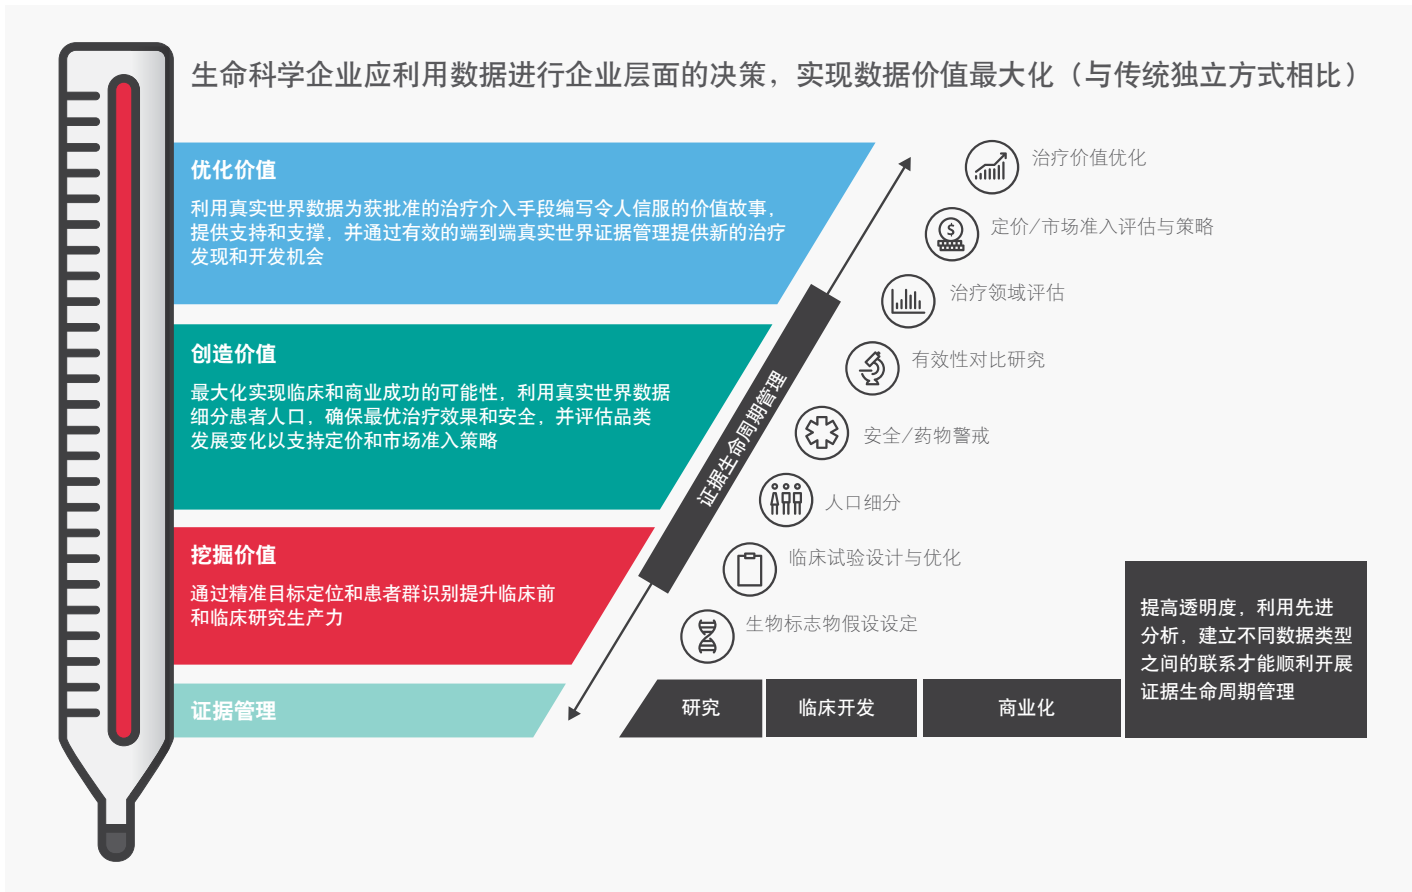 生命科学企业应利用数据进行企业层面的决策，实现数据价值最大化（与传统独立方式相比）
优化价值
利用真实世界数据为获批准的治疗介入手段编写令人信服的价值故事，
提供支持和支撑，并通过有效的端到端真实世界证据管理提供新的治疗
发现和开发机会
创造价值
最大化实现临床和商业成功的可能性，利用真实世界数据
细分患者人口，确保最优治疗效果和安全，并评估品类
发展变化以支持定价和市场准入策略
挖掘价值
通过精准目标定位和患者群识别提升临床前
和临床研究生产力
证据管理
证据生命周期管理
治疗价值优化
$
定价/市场准入评估与策略
治疗领域评估
有效性对比研究
安全/药物警戒
人口细分
临床试验设计与优化
生物标志物假设设定
研究
临床开发
商业化
提高透明度，利用先进
分析，建立不同数据类型
之间的联系才能顺利开展
证据生命周期管理